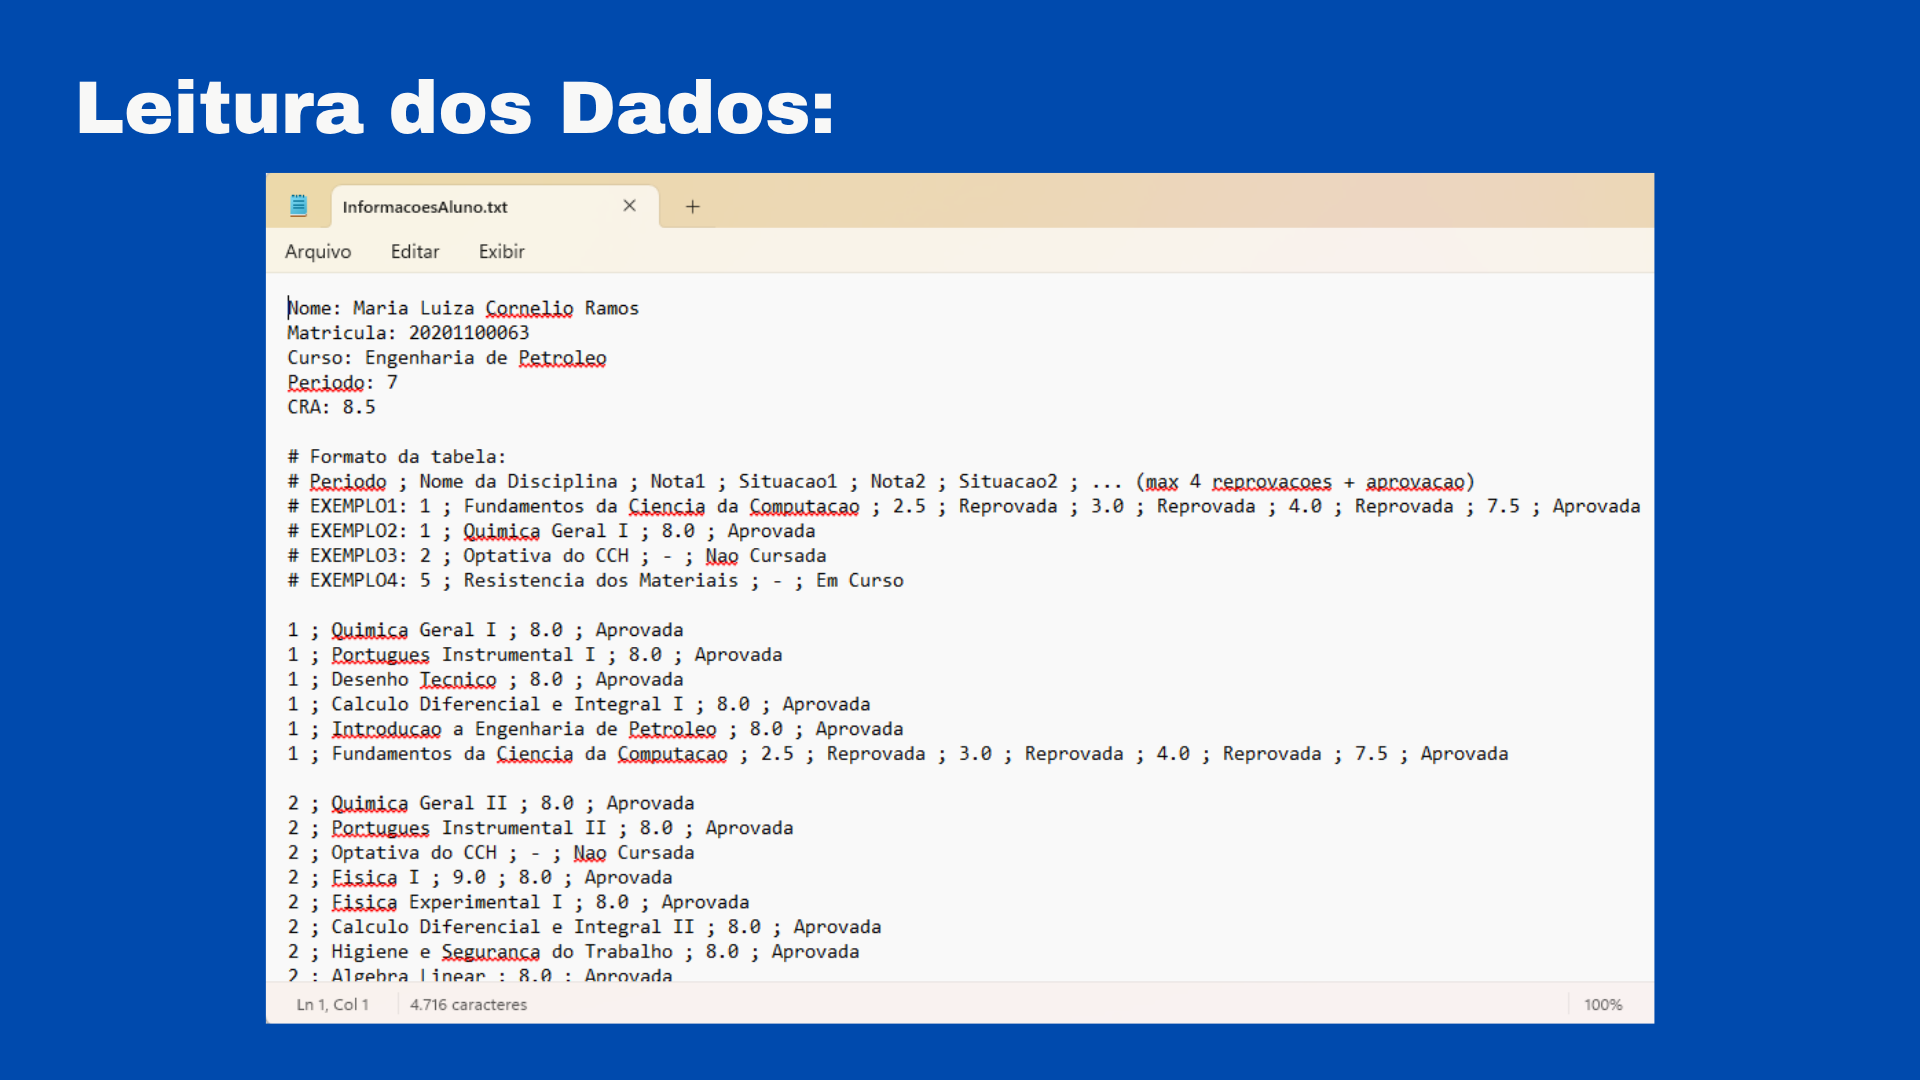 Leitura dos Dados:
InformacoesAluno.txt
Arquivo Editar Exibir
Nome: Maria Luiza Cornelio Ramos
Matricula: 20201100063
Curso: Engenharia de Petroleo
Periodo: 7
CRA: 8.5
# Formato da tabela:
# Periodo ; Nome da Disciplina ; Nota1 ; Situacao1 ; Nota2 ; Situacao2 ; ... (max 4 reprovacoes + aprovacao)
# EXEMPLO1: 1 ; Fundamentos da Ciencia da Computacao ; 2.5 ; Reprovada ; 3.0 ; Reprovada ; 4.0 ; Reprovada ; 7.5 ; Aprovada
# EXEMPLO2: 1 ; Quimica Geral I ; 8.0 ; Aprovada
# EXEMPLO3: 2 ; Optativa do CCH ; - ; Nao Cursada
# EXEMPLO4: 5 ; Resistencia dos Materiais ; - ; Em Curso
1 ; Quimica Geral I ; 8.0 ; Aprovada
1 ; Portugues Instrumental I ; 8.0 ; Aprovada
1 ; Desenho Tecnico ; 8.0 ; Aprovada
1 ; Calculo Diferencial e Integral I ; 8.0 ; Aprovada
1 ; Introducao a Engenharia de Petroleo ; 8.0 ; Aprovada
1 ; Fundamentos da Ciencia da Computacao ; 2.5 ; Reprovada ; 3.0 ; Reprovada ; 4.0 ; Reprovada ; 7.5 ; Aprovada
2 ; Quimica Geral II ; 8.0 ; Aprovada
2 ; Portugues Instrumental II ; 8.0 ; Aprovada
2 ; Optativa do CCH ; - ; Nao Cursada
2 ; Fisica I ; 9.0 ; 8.0 ; Aprovada
2 ; Fisica Experimental I ; 8.0 ; Aprovada
2 ; Calculo Diferencial e Integral II ; 8.0 ; Aprovada
2 ; Higiene e Seguranca do Trabalho ; 8.0 ; Aprovada
2 ; Algebra Linear ; 8.0 ; Aprovada
Ln 1, Col 1 4.716 caracteres 100%